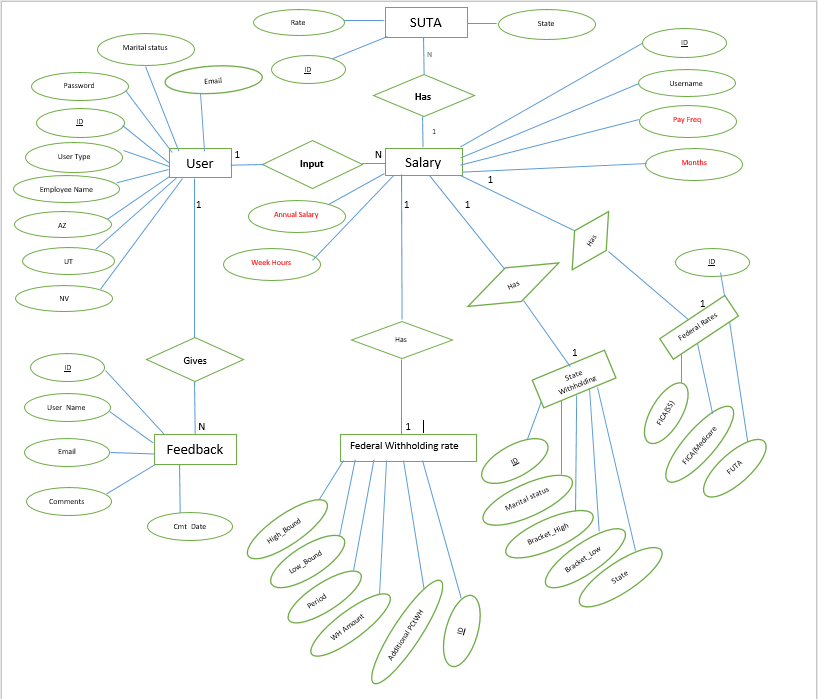 SUTA
Rate
State
ID
N
Has
1
Marital status
Email
Password
ID
User Type
Employee Name
AZ
UT
NV
User
1
Input
N
Salary
ID
Username
Pay Freq
Months
1
Annual Salary
Week Hours
1
1
1
Has
Has
Has
ID
1
Federal Rates
FICA(SS)
FICA(Medicare
FUTA
Gives
N
Feedback
ID
User Name
Email
Comments
Cmt Date
1
Federal Withholding rate
High_Bound
Low_Bound
Period
WH Amount
Additional PCtWH
ID
1
State
Withholding
ID
Marital status
Bracket_High
Bracket_Low
State